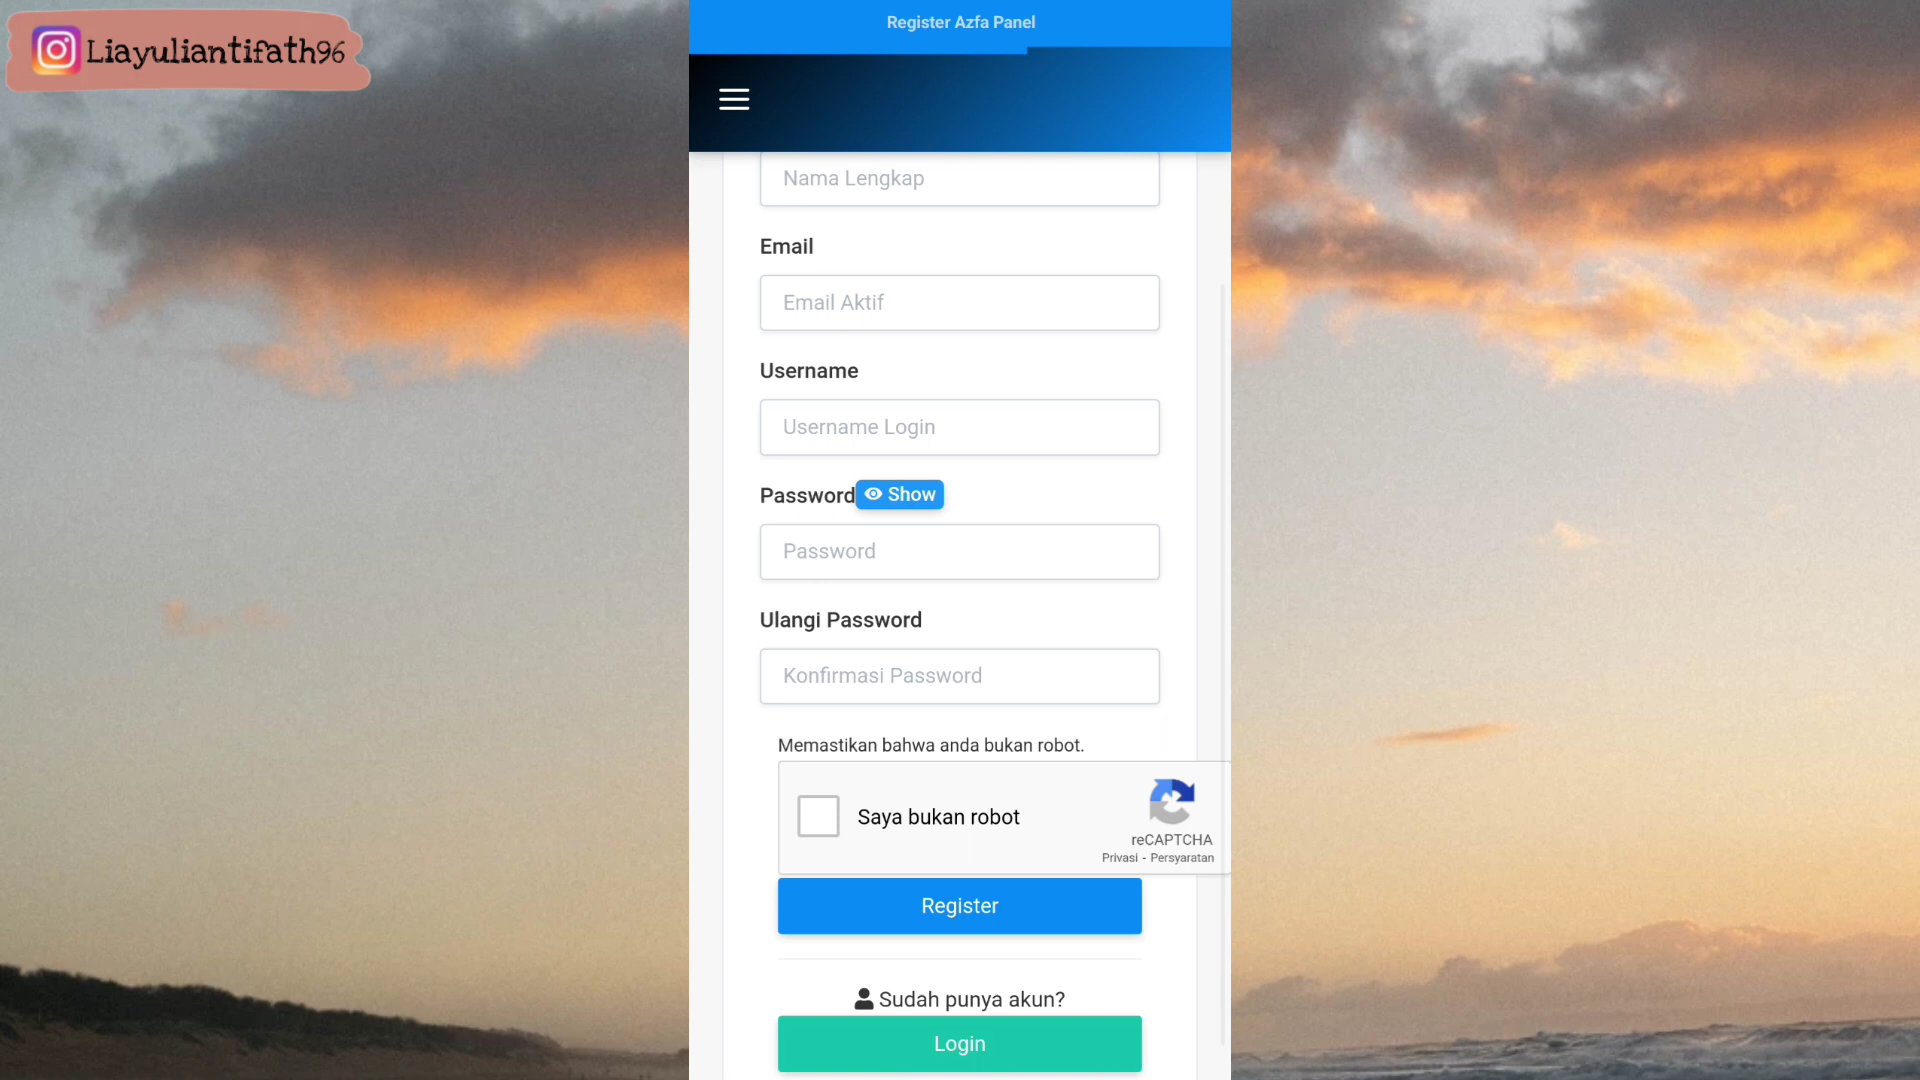 Liayuliantifath96
Register Azfa Panel
Nama Lengkap
Email
Email Aktif
Username
Username Login
Password Show
Password
Ulangi Password
Konfirmasi Password
Memastikan bahwa anda bukan robot.
Saya bukan robot
reCAPTCHA
Privasi - Persyaratan
Register
Sudah punya akun?
Login